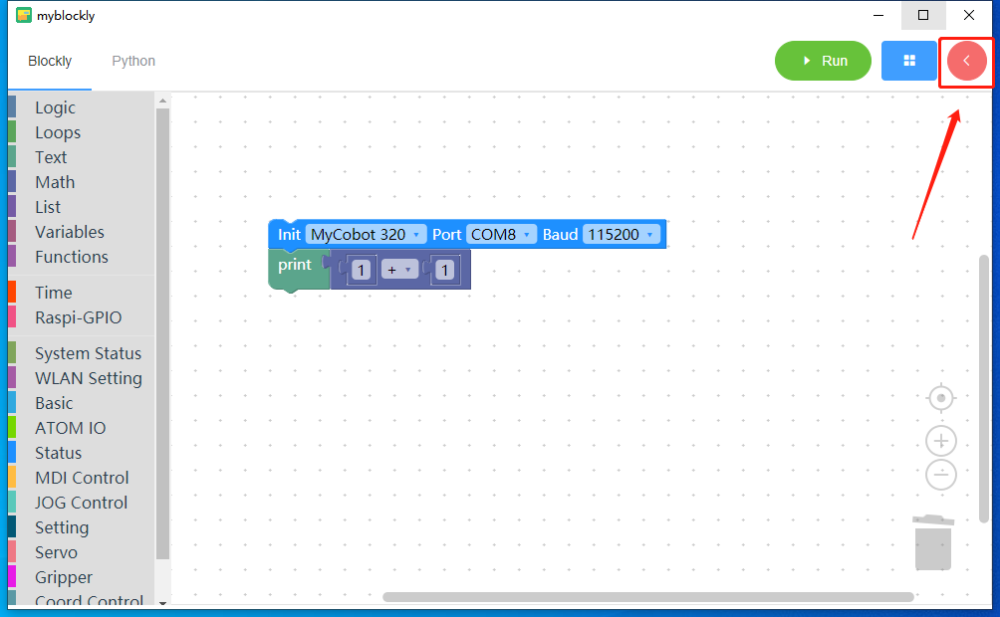 myblockly
Blockly Python Run
Logic
Loops
Text
Math
List
Variables
Functions
Time
Raspi-GPIO
System Status
WLAN Setting
Basic
ATOM IO
Status
MDI Control
JOG Control
Setting
Servo
Gripper
Coord Control
Init MyCobot 320 Port COM8 Baud 115200
print 1 + 1